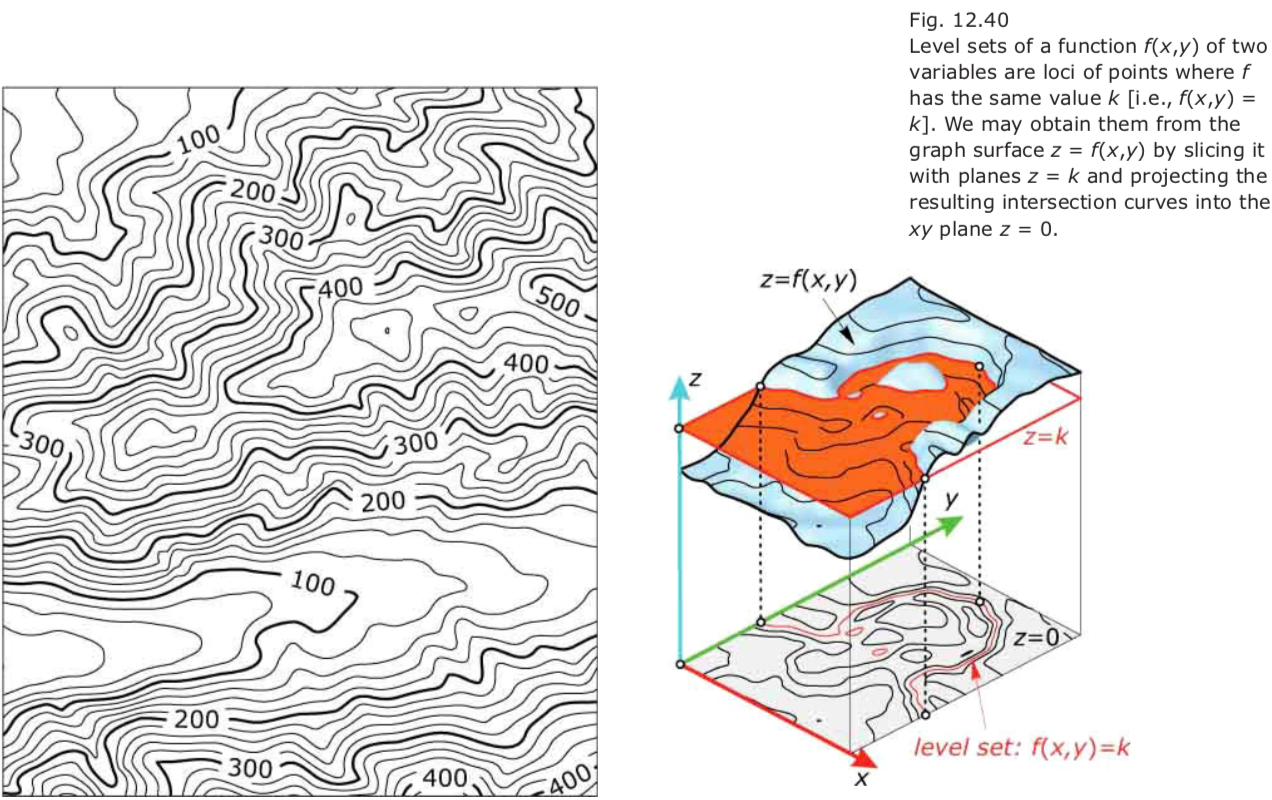 Fig. 12.40
Level sets of a function f(x,y) of two
variables are loci of points where f
has the same value k [i.e., f(x,y) =
k]. We may obtain them from the
graph surface z = f(x,y) by slicing it
with planes z = k and projecting the
resulting intersection curves into the
xy plane z = 0.
100
200
300
400
500
400
300
300
200
100
200
300
400
400
z=f(x,y)
z
z=k
y
z=0
level set: f(x,y)=k
x